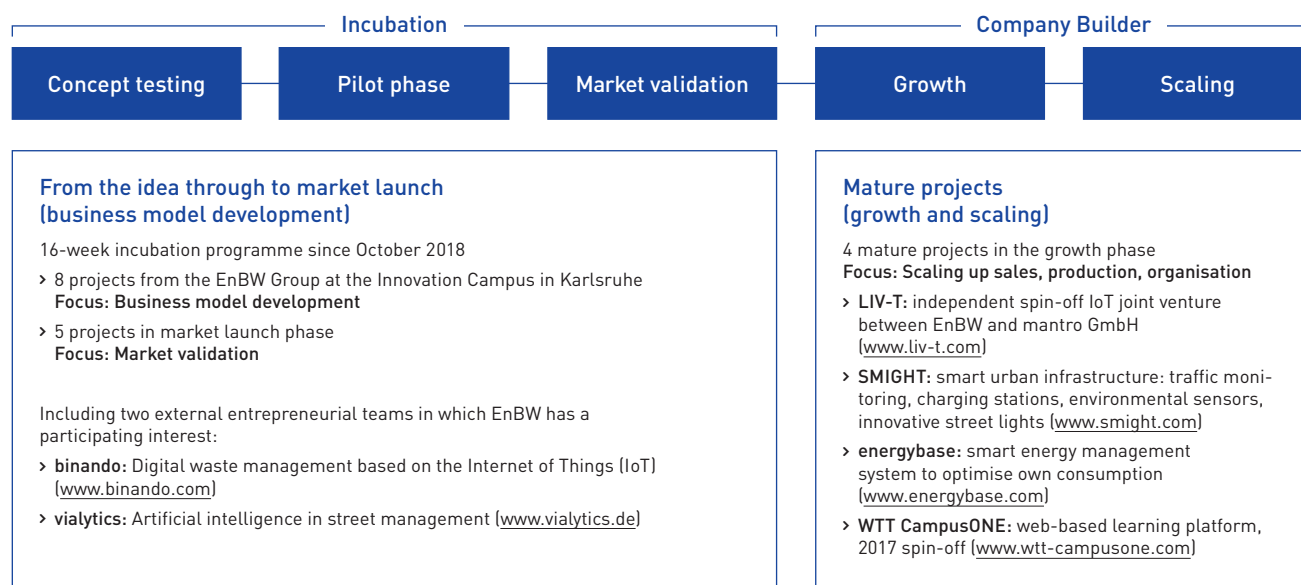 Incubation
Company Builder
Concept testing
Pilot phase
Market validation
Growth
Scaling
From the idea through to market launch
(business model development)
16-week incubation programme since October 2018
› 8 projects from the EnBW Group at the Innovation Campus in Karlsruhe
Focus: Business model development
› 5 projects in market launch phase
Focus: Market validation
Including two external entrepreneurial teams in which EnBW has a
participating interest:
› binando: Digital waste management based on the Internet of Things (IoT)
(www.binando.com)
› vialytics: Artificial intelligence in street management (www.vialytics.de)
Mature projects
(growth and scaling)
4 mature projects in the growth phase
Focus: Scaling up sales, production, organisation
› LIV-T: independent spin-off IoT joint venture
between EnBW and mantro GmbH
(www.liv-t.com)
› SMIGHT: smart urban infrastructure: traffic moni-
toring, charging stations, environmental sensors,
innovative street lights (www.smight.com)
› energybase: smart energy management
system to optimise own consumption
(www.energybase.com)
› WTT CampusONE: web-based learning platform,
2017 spin-off (www.wtt-campusone.com)